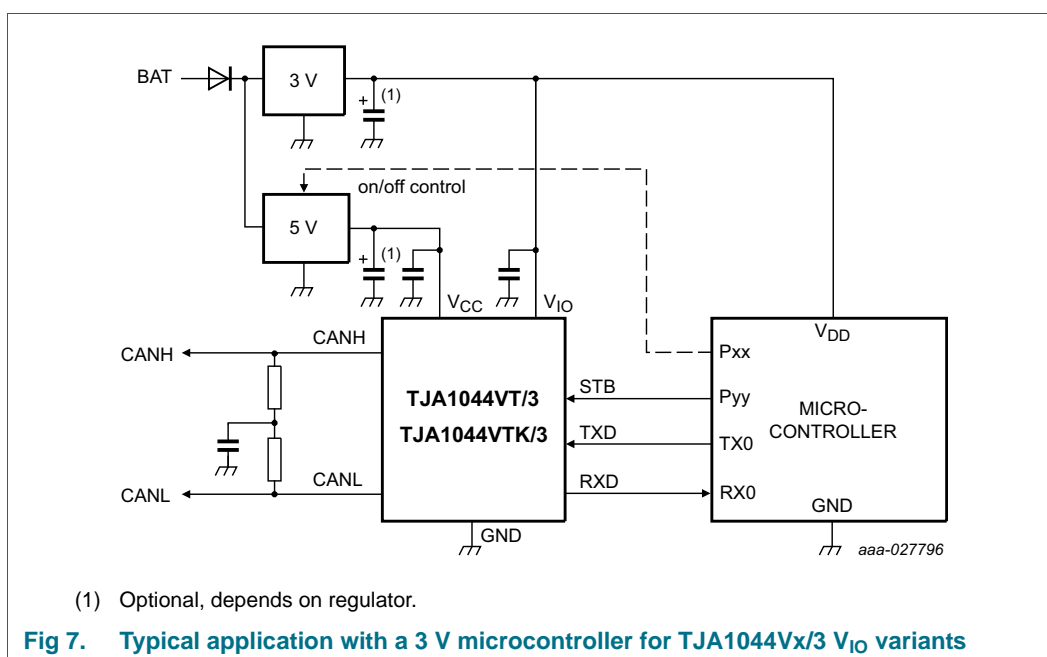 BAT
3 V
+
(1)
on/off control
5 V
+
(1)
VCC
VIO
VDD
CANH
CANH
Pxx
TJA1044VT/3
TJA1044VTK/3
STB
Pyy
MICRO-
CONTROLLER
TXD
TX0
CANL
CANL
RXD
RX0
GND
GND
aaa-027796
(1) Optional, depends on regulator.
Fig 7. Typical application with a 3 V microcontroller for TJA1044Vx/3 VIO variants